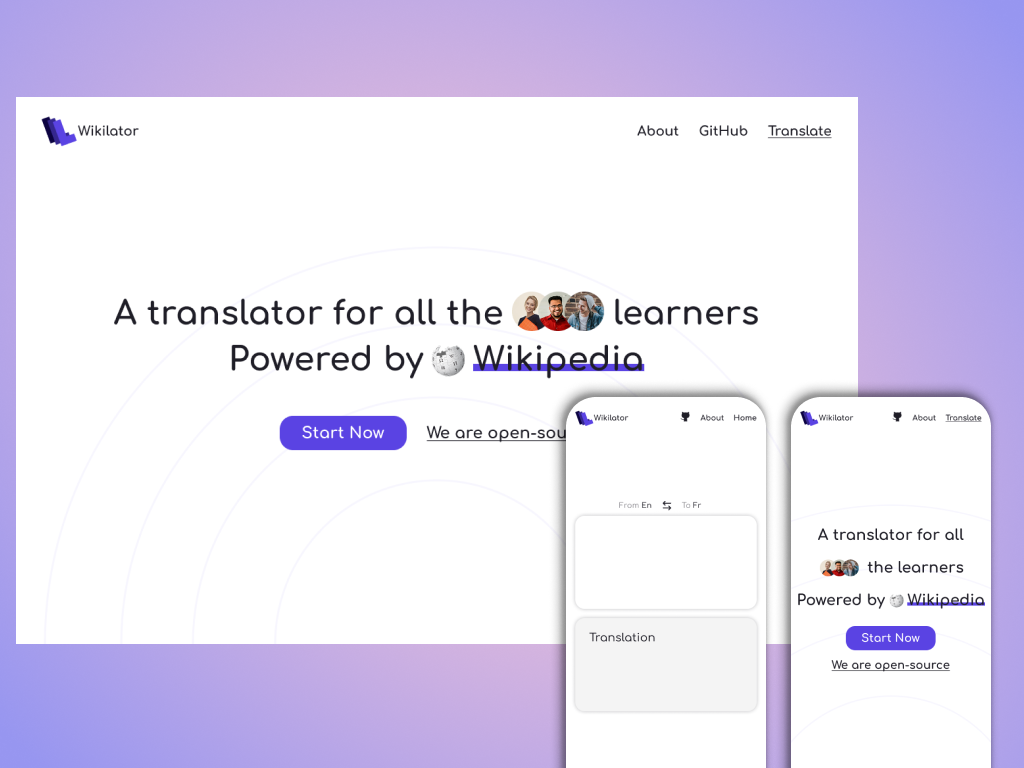 Wikilator
About GitHub Translate
A translator for all the learners
Powered by Wikipedia
Start Now We are open-sou
Wikilator About Home
From En To Fr
Translation
Wikilator About Translate
A translator for all
the learners
Powered by Wikipedia
Start Now
We are open-source